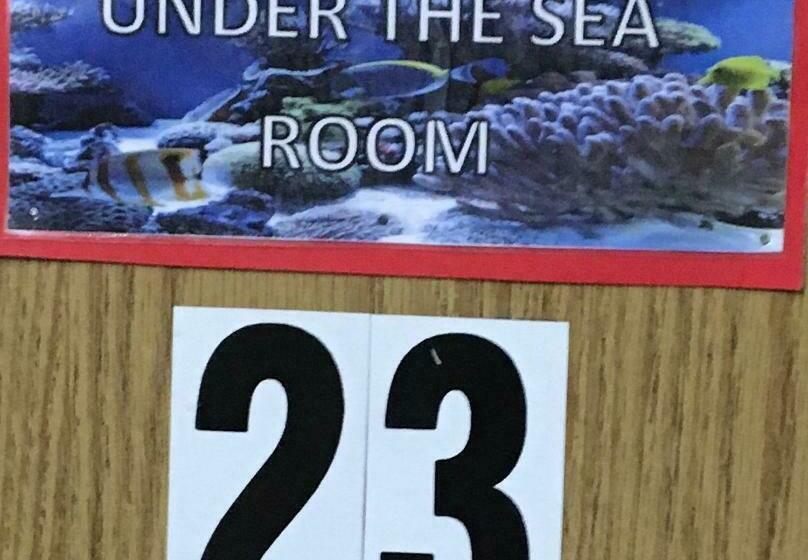 UNDER THE SEA
ROOM
23